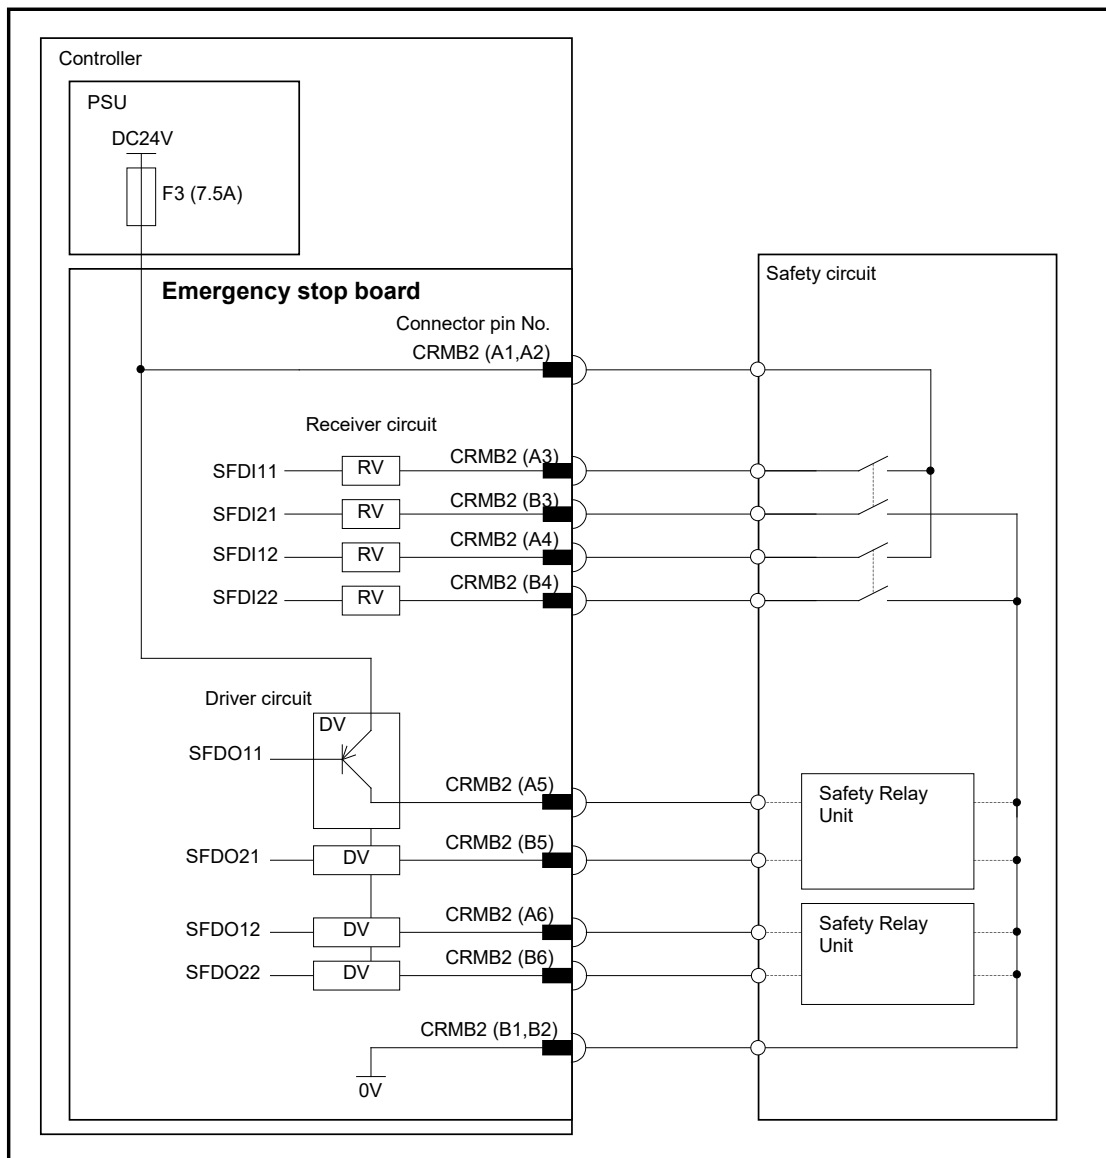 Controller
PSU
DC24V
F3 (7.5A)
Emergency stop board
Safety circuit
Connector pin No.
CRMB2 (A1,A2)
Receiver circuit
SFDI11
RV
CRMB2 (A3)
SFDI21
RV
CRMB2 (B3)
SFDI12
RV
CRMB2 (A4)
SFDI22
RV
CRMB2 (B4)
Driver circuit
DV
SFDO11
CRMB2 (A5)
Safety Relay
Unit
SFDO21
DV
CRMB2 (B5)
SFDO12
DV
CRMB2 (A6)
Safety Relay
Unit
SFDO22
DV
CRMB2 (B6)
CRMB2 (B1,B2)
0V